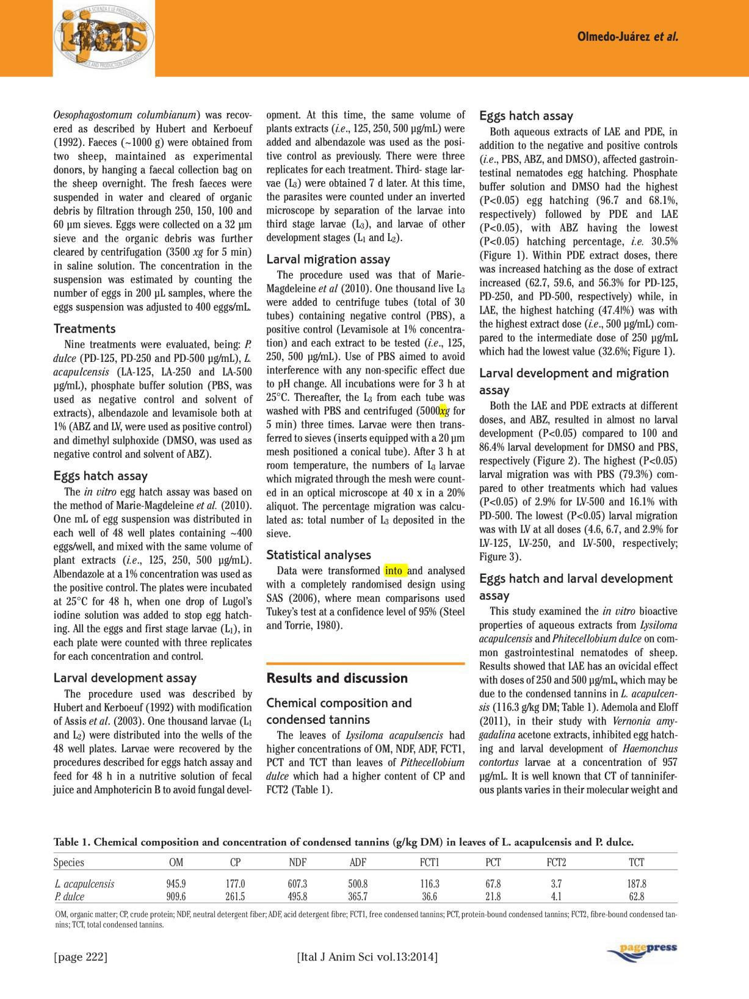 ijas
Olmedo-Juárez et al.
Oesophagostomum columbianum) was recov-
ered as described by Hubert and Kerboeuf
(1992). Faeces (~1000 g) were obtained from
two sheep, maintained as experimental
donors, by hanging a faecal collection bag on
the sheep overnight. The fresh faeces were
suspended in water and cleared of organic
debris by filtration through 250, 150, 100 and
60 µm sieves. Eggs were collected on a 32 µm
sieve and the organic debris was further
cleared by centrifugation (3500 xg for 5 min)
in saline solution. The concentration in the
suspension was estimated by counting the
number of eggs in 200 µL samples, where the
eggs suspension was adjusted to 400 eggs/mL.
Treatments
Nine treatments were evaluated, being: P.
dulce (PD-125, PD-250 and PD-500 µg/mL), L.
acapulcensis (LA-125, LA-250 and LA-500
µg/mL), phosphate buffer solution (PBS, was
used as negative control and solvent of
extracts), albendazole and levamisole both at
1% (ABZ and LV, were used as positive control)
and dimethyl sulphoxide (DMSO, was used as
negative control and solvent of ABZ).
Eggs hatch assay
The in vitro egg hatch assay was based on
the method of Marie-Magdeleine et al. (2010).
One mL of egg suspension was distributed in
each well of 48 well plates containing ~400
eggs/well, and mixed with the same volume of
plant extracts (i.e., 125, 250, 500 µg/mL).
Albendazole at a 1% concentration was used as
the positive control. The plates were incubated
at 25°C for 48 h, when one drop of Lugol's
iodine solution was added to stop egg hatch-
ing. All the eggs and first stage larvae (L1), in
each plate were counted with three replicates
for each concentration and control.
Larval development assay
The procedure used was described by
Hubert and Kerboeuf (1992) with modification
of Assis et al. (2003). One thousand larvae (L1
and L2) were distributed into the wells of the
48 well plates. Larvae were recovered by the
procedures described for eggs hatch assay and
feed for 48 h in a nutritive solution of fecal
juice and Amphotericin B to avoid fungal devel-
opment. At this time, the same volume of
plants extracts (i.e., 125, 250, 500 µg/mL) were
added and albendazole was used as the posi-
tive control as previously. There were three
replicates for each treatment. Third- stage lar-
vae (L3) were obtained 7 d later. At this time,
the parasites were counted under an inverted
microscope by separation of the larvae into
third stage larvae (L3), and larvae of other
development stages (L1 and L2).
Larval migration assay
The procedure used was that of Marie-
Magdeleine et al (2010). One thousand live L3
were added to centrifuge tubes (total of 30
tubes) containing negative control (PBS), a
positive control (Levamisole at 1% concentra-
tion) and each extract to be tested (i.e., 125,
250, 500 µg/mL). Use of PBS aimed to avoid
interference with any non-specific effect due
to pH change. All incubations were for 3 h at
25°C. Thereafter, the L3 from each tube was
washed with PBS and centrifuged (5000xg for
5 min) three times. Larvae were then trans-
ferred to sieves (inserts equipped with a 20 µm
mesh positioned a conical tube). After 3 h at
room temperature, the numbers of L3 larvae
which migrated through the mesh were count-
ed in an optical microscope at 40 x in a 20%
aliquot. The percentage migration was calcu-
lated as: total number of L3 deposited in the
sieve.
Statistical analyses
Data were transformed into and analysed
with a completely randomised design using
SAS (2006), where mean comparisons used
Tukey's test at a confidence level of 95% (Steel
and Torrie, 1980).
Results and discussion
Chemical composition and
condensed tannins
The leaves of Lysiloma acapulsencis had
higher concentrations of OM, NDF, ADF, FCT1,
PCT and TCT than leaves of Pithecellobium
dulce which had a higher content of CP and
FCT2 (Table 1).
Eggs hatch assay
Both aqueous extracts of LAE and PDE, in
addition to the negative and positive controls
(i.e., PBS, ABZ, and DMSO), affected gastroin-
testinal nematodes egg hatching. Phosphate
buffer solution and DMSO had the highest
(P<0.05) egg hatching (96.7 and 68.1%,
respectively) followed by PDE and LAE
(P<0.05), with ABZ having the lowest
(P<0.05) hatching percentage, i.e. 30.5%
(Figure 1). Within PDE extract doses, there
was increased hatching as the dose of extract
increased (62.7, 59.6, and 56.3% for PD-125,
PD-250, and PD-500, respectively) while, in
LAE, the highest hatching (47.4l%) was with
the highest extract dose (i.e., 500 µg/mL) com-
pared to the intermediate dose of 250 µg/mL
which had the lowest value (32.6%; Figure 1).
Larval development and migration
assay
Both the LAE and PDE extracts at different
doses, and ABZ, resulted in almost no larval
development (P<0.05) compared to 100 and
86.4% larval development for DMSO and PBS,
respectively (Figure 2). The highest (P<0.05)
larval migration was with PBS (79.3%) com-
pared to other treatments which had values
(P<0.05) of 2.9% for LV-500 and 16.1% with
PD-500. The lowest (P<0.05) larval migration
was with LV at all doses (4.6, 6.7, and 2.9% for
LV-125, LV-250, and LV-500, respectively;
Figure 3).
Eggs hatch and larval development
assay
This study examined the in vitro bioactive
properties of aqueous extracts from Lysiloma
acapulcensis and Phitecellobium dulce on com-
mon gastrointestinal nematodes of sheep.
Results showed that LAE has an ovicidal effect
with doses of 250 and 500 µg/mL, which may be
due to the condensed tannins in L. acapulcen-
sis (116.3 g/kg DM; Table 1). Ademola and Eloff
(2011), in their study with Vernonia amy-
gadalina acetone extracts, inhibited egg hatch-
ing and larval development of Haemonchus
contortus larvae at a concentration of 957
µg/mL. It is well known that CT of tanninifer-
ous plants varies in their molecular weight and
Table 1. Chemical composition and concentration of condensed tannins (g/kg DM) in leaves of L. acapulcensis and P. dulce.
Species OM CP NDF ADF FCT1 PCT FCT2 TCT
L. acapulcensis 945.9 177.0 607.3 500.8 116.3 67.8 3.7 187.8
P. dulce 909.6 261.5 495.8 365.7 36.6 21.8 4.1 62.8
OM, organic matter; CP, crude protein; NDF, neutral detergent fiber; ADF, acid detergent fibre; FCT1, free condensed tannins; PCT, protein-bound condensed tannins; FCT2, fibre-bound condensed tan-
nins; TCT, total condensed tannins.
[page 222] [Ital J Anim Sci vol.13:2014] pagepress